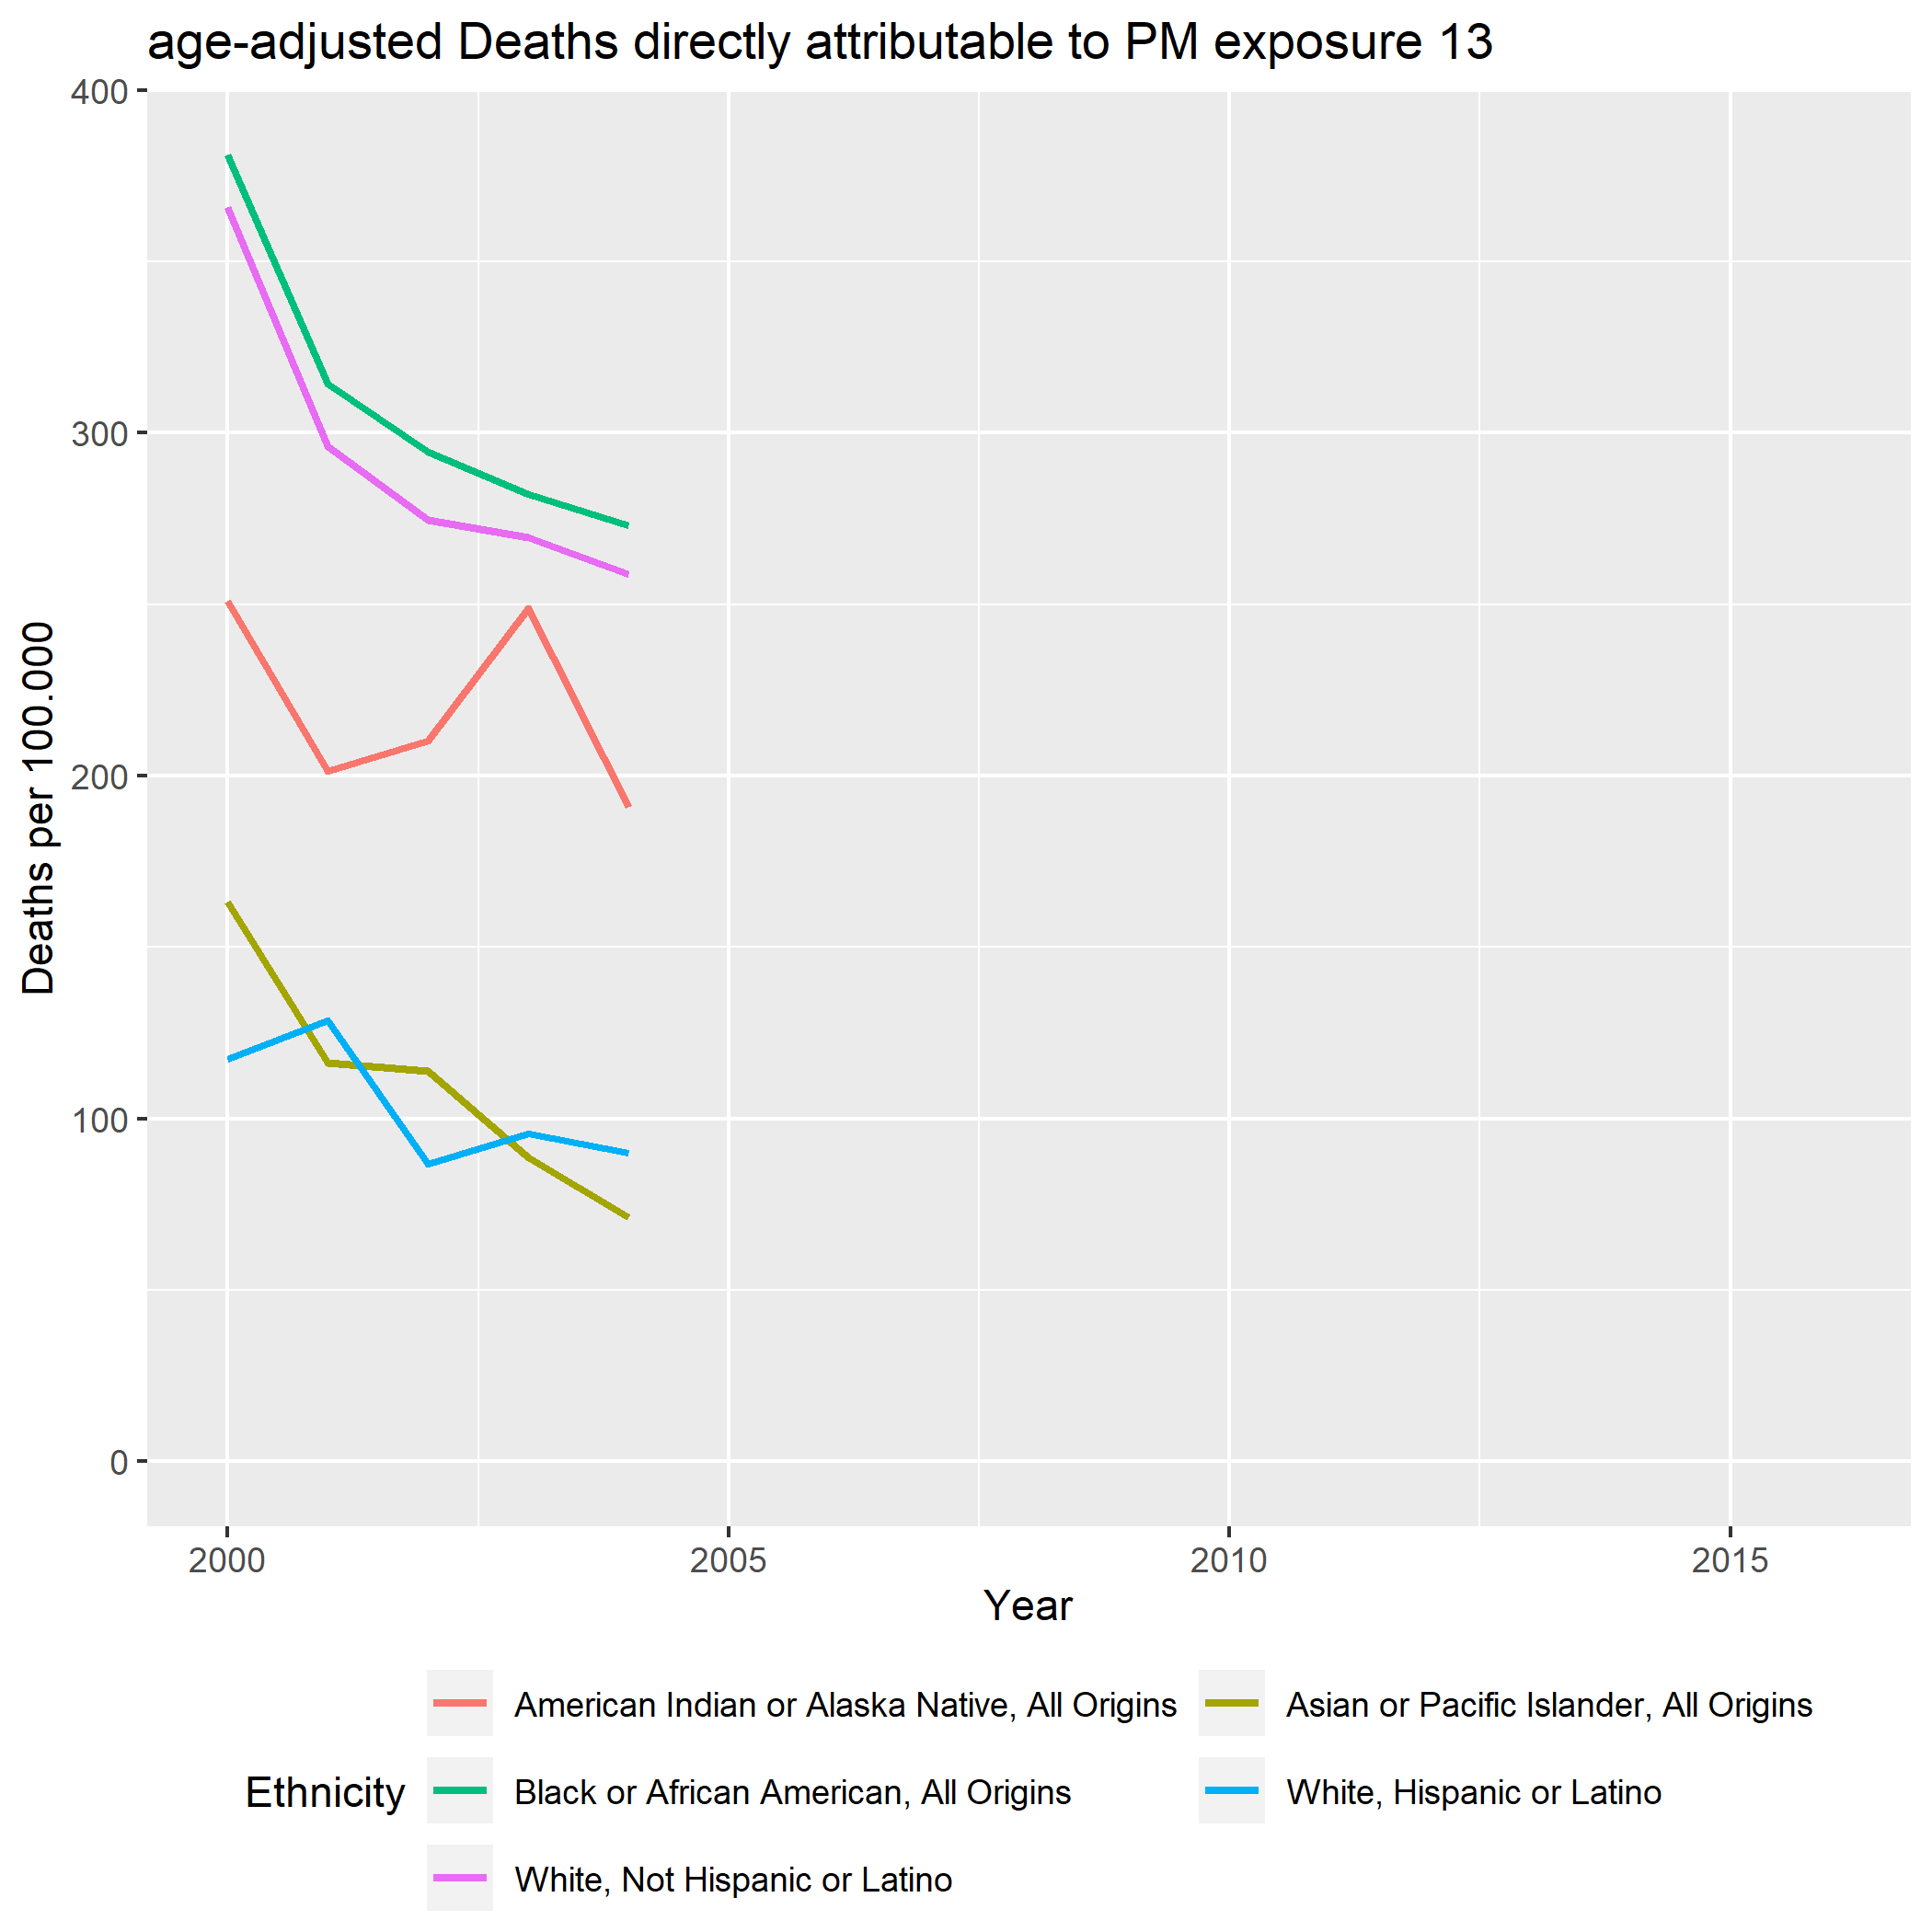 age-adjusted Deaths directly attributable to PM exposure 13
400
300
200
100
0
Deaths per 100.000
2000 2005 2010 2015
Year
Ethnicity
American Indian or Alaska Native, All Origins
Asian or Pacific Islander, All Origins
Black or African American, All Origins
White, Hispanic or Latino
White, Not Hispanic or Latino